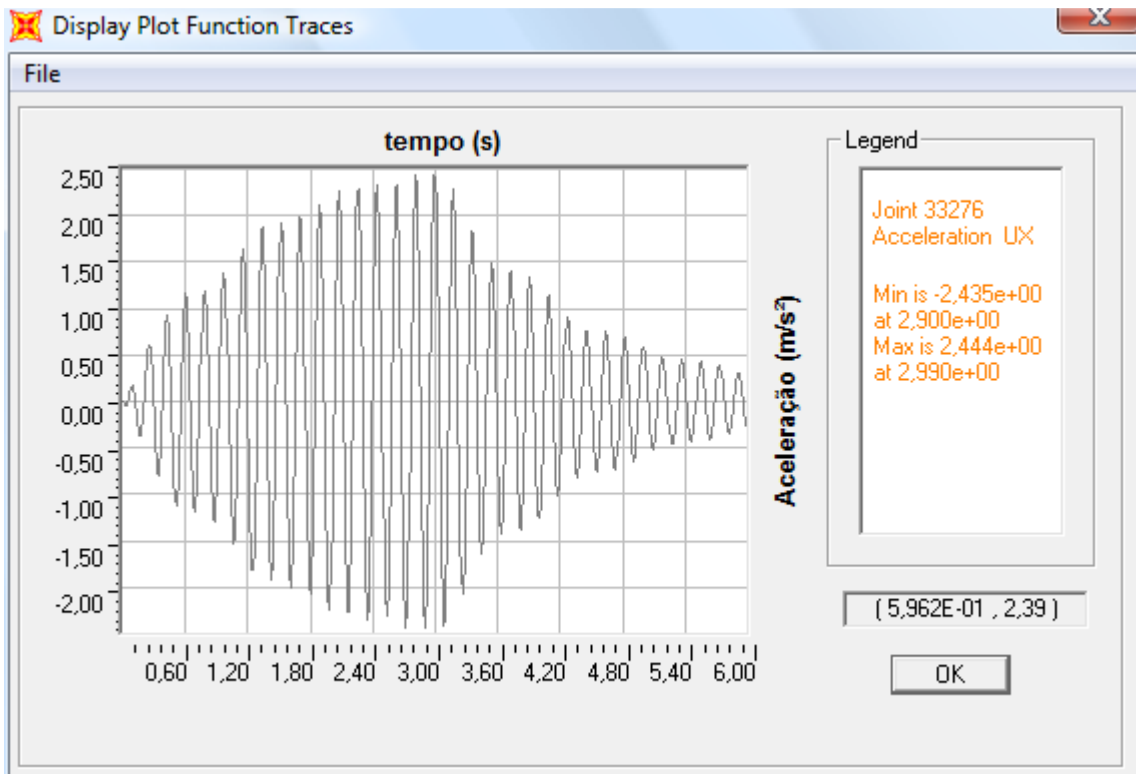 Display Plot Function Traces
File
tempo (s)
2,50
2,00
1,50
1,00
0,50
0,00
-0,50
-1,00
-1,50
-2,00
0,60 1,20 1,80 2,40 3,00 3,60 4,20 4,80 5,40 6,00
Aceleração (m/s²)
Legend
Joint 33276
Acceleration UX
Min is -2,435e+00
at 2,900e+00
Max is 2,444e+00
at 2,990e+00
( 5,962E-01 , 2,39 )
OK